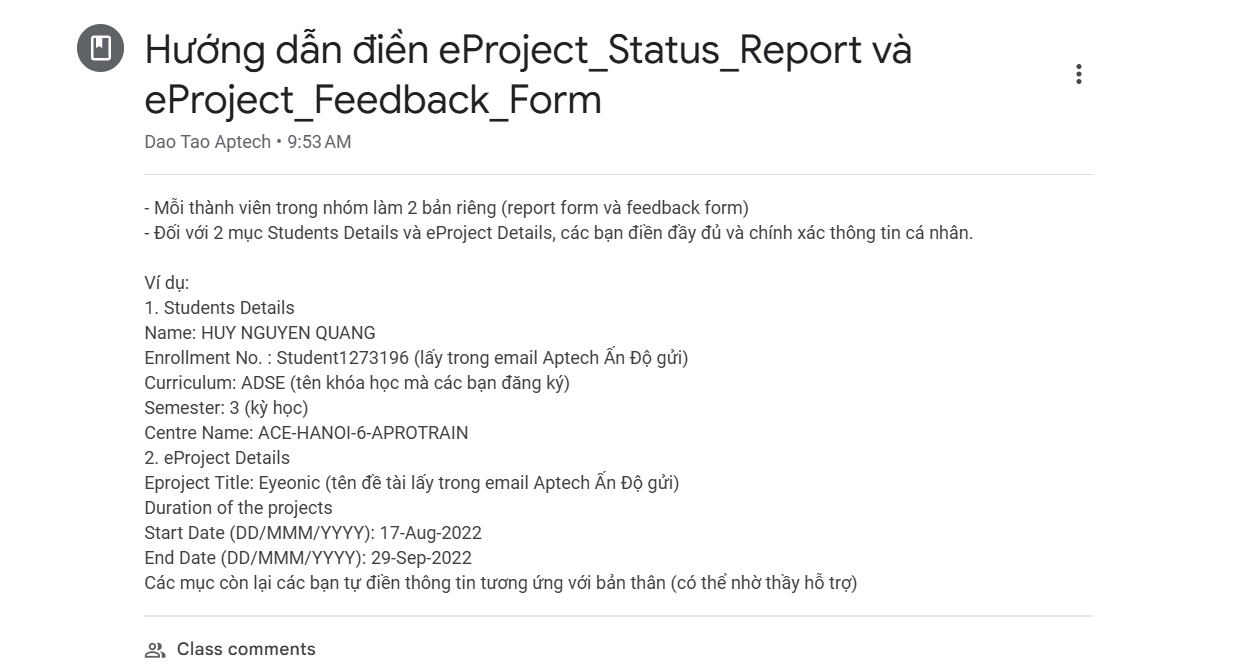 Hướng dẫn điền eProject_Status_Report và
eProject_Feedback_Form
Dao Tao Aptech • 9:53 AM
- Mỗi thành viên trong nhóm làm 2 bản riêng (report form và feedback form)
- Đối với 2 mục Students Details và eProject Details, các bạn điền đầy đủ và chính xác thông tin cá nhân.
Ví dụ:
1. Students Details
Name: HUY NGUYEN QUANG
Enrollment No. : Student1273196 (lấy trong email Aptech Ấn Độ gửi)
Curriculum: ADSE (tên khóa học mà các bạn đăng ký)
Semester: 3 (kỳ học)
Centre Name: ACE-HANOI-6-APROTRAIN
2. eProject Details
Eproject Title: Eyeonic (tên đề tài lấy trong email Aptech Ấn Độ gửi)
Duration of the projects
Start Date (DD/MMM/YYYY): 17-Aug-2022
End Date (DD/MMM/YYYY): 29-Sep-2022
Các mục còn lại các bạn tự điền thông tin tương ứng với bản thân (có thể nhờ thầy hỗ trợ)
Class comments